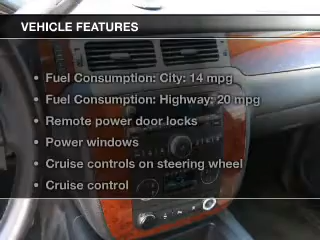 VEHICLE FEATURES
• Fuel Consumption: City: 14 mpg
• Fuel Consumption: Highway: 20 mpg
• Remote power door locks
• Power windows
• Cruise controls on steering wheel
• Cruise control